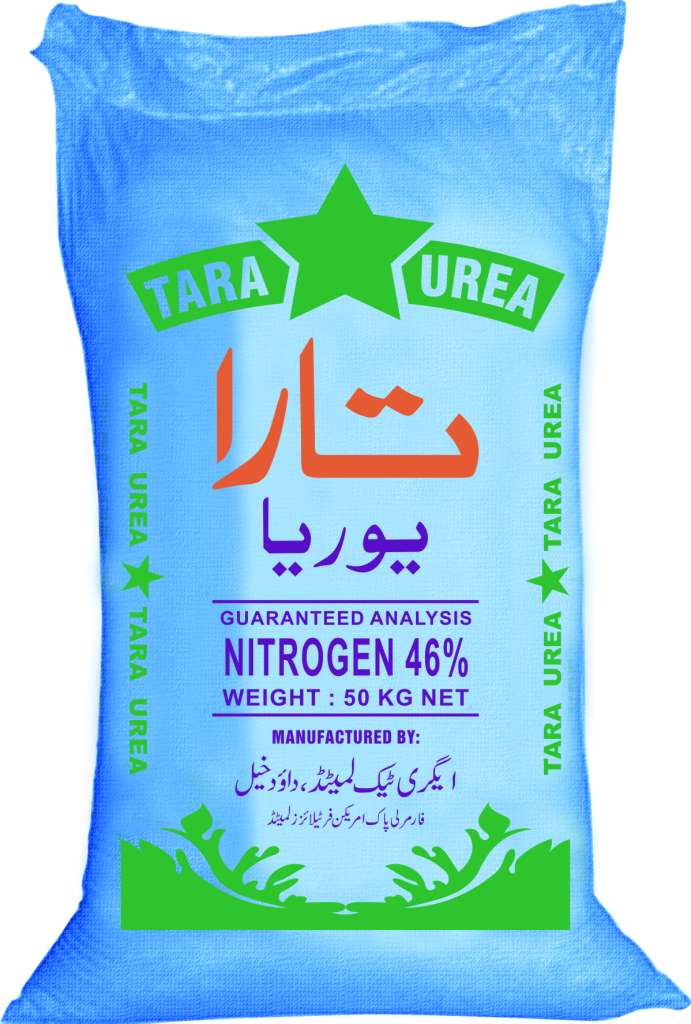 TARA UREA
تارا
یوریا
TARA UREA TARA UREA
TARA UREA TARA UREA
GUARANTEED ANALYSIS
NITROGEN 46%
WEIGHT : 50 KG NET
MANUFACTURED BY:
ایگری ٹیک لمیٹڈ، داؤدخیل
فارمرلی پاک امریکن فرٹیلائزز لمیٹڈ